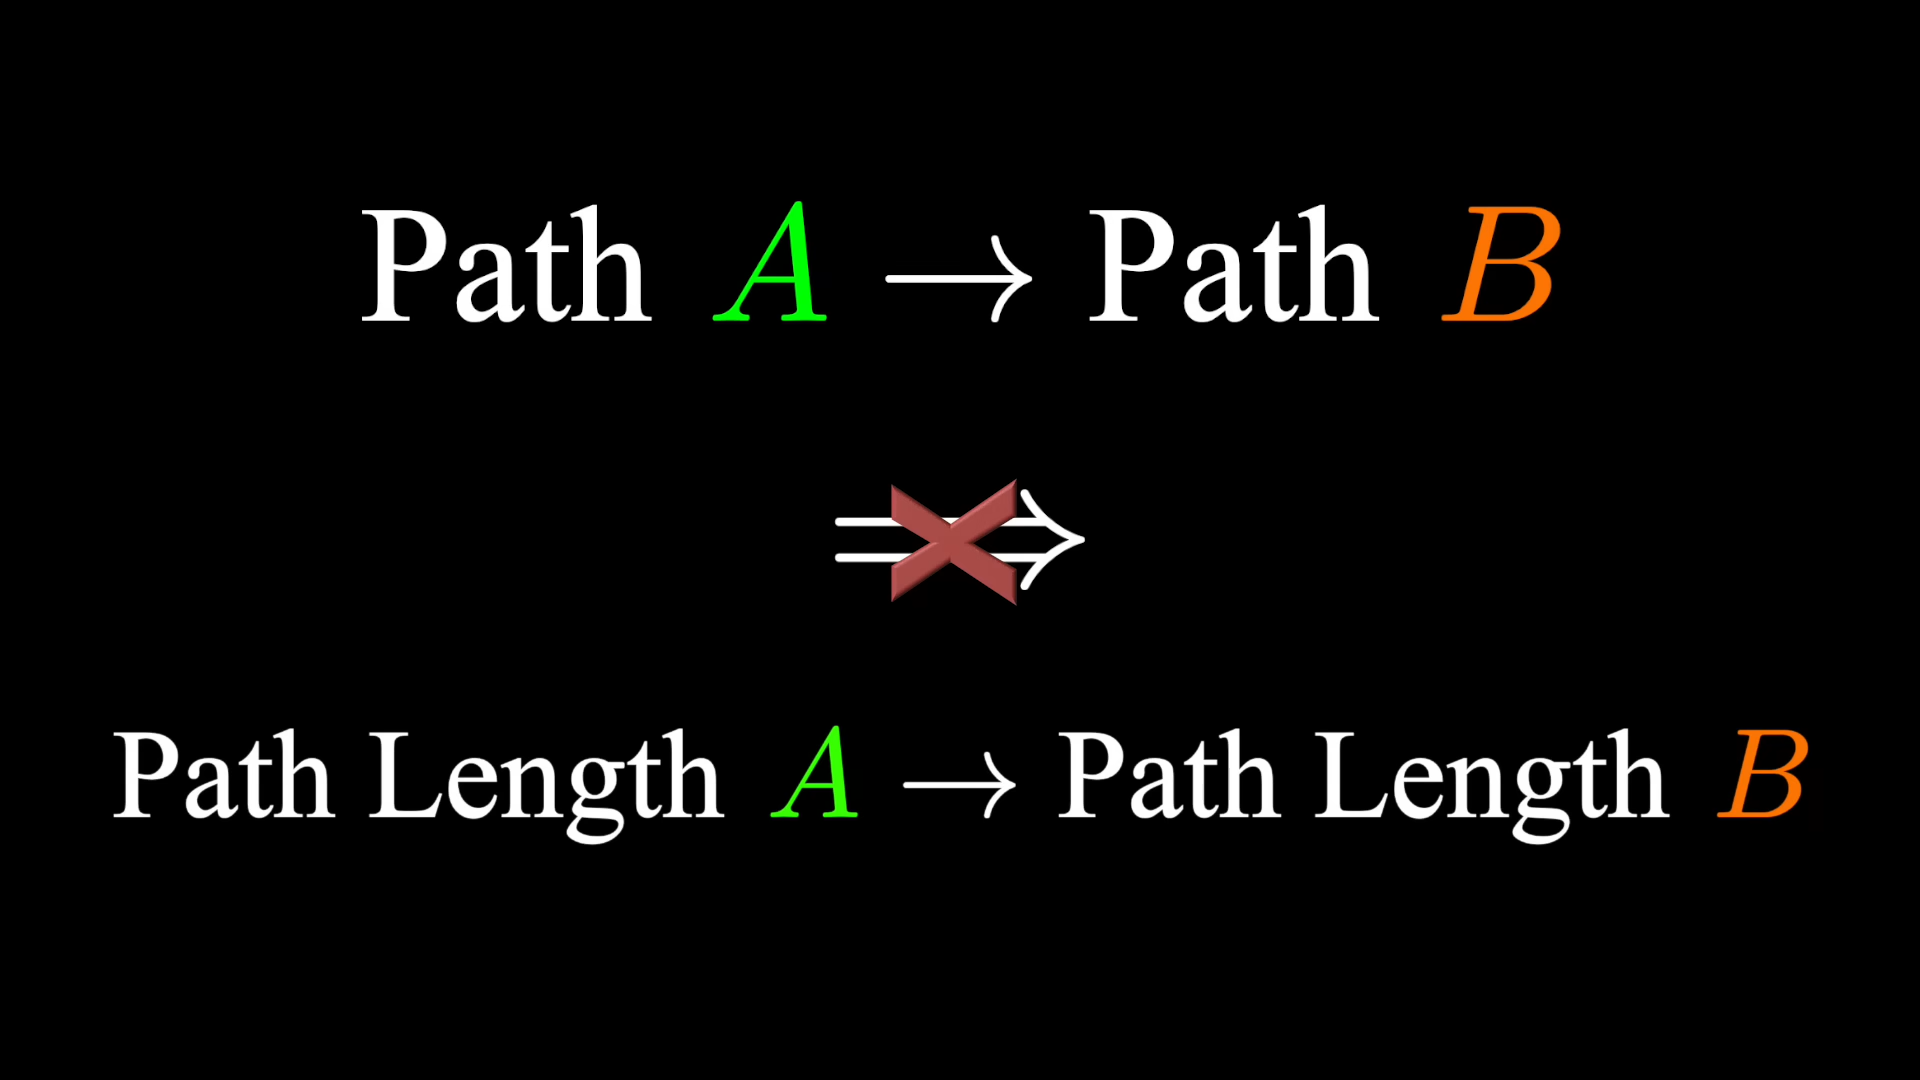 Path A → Path B
⇒
Path Length A → Path Length B